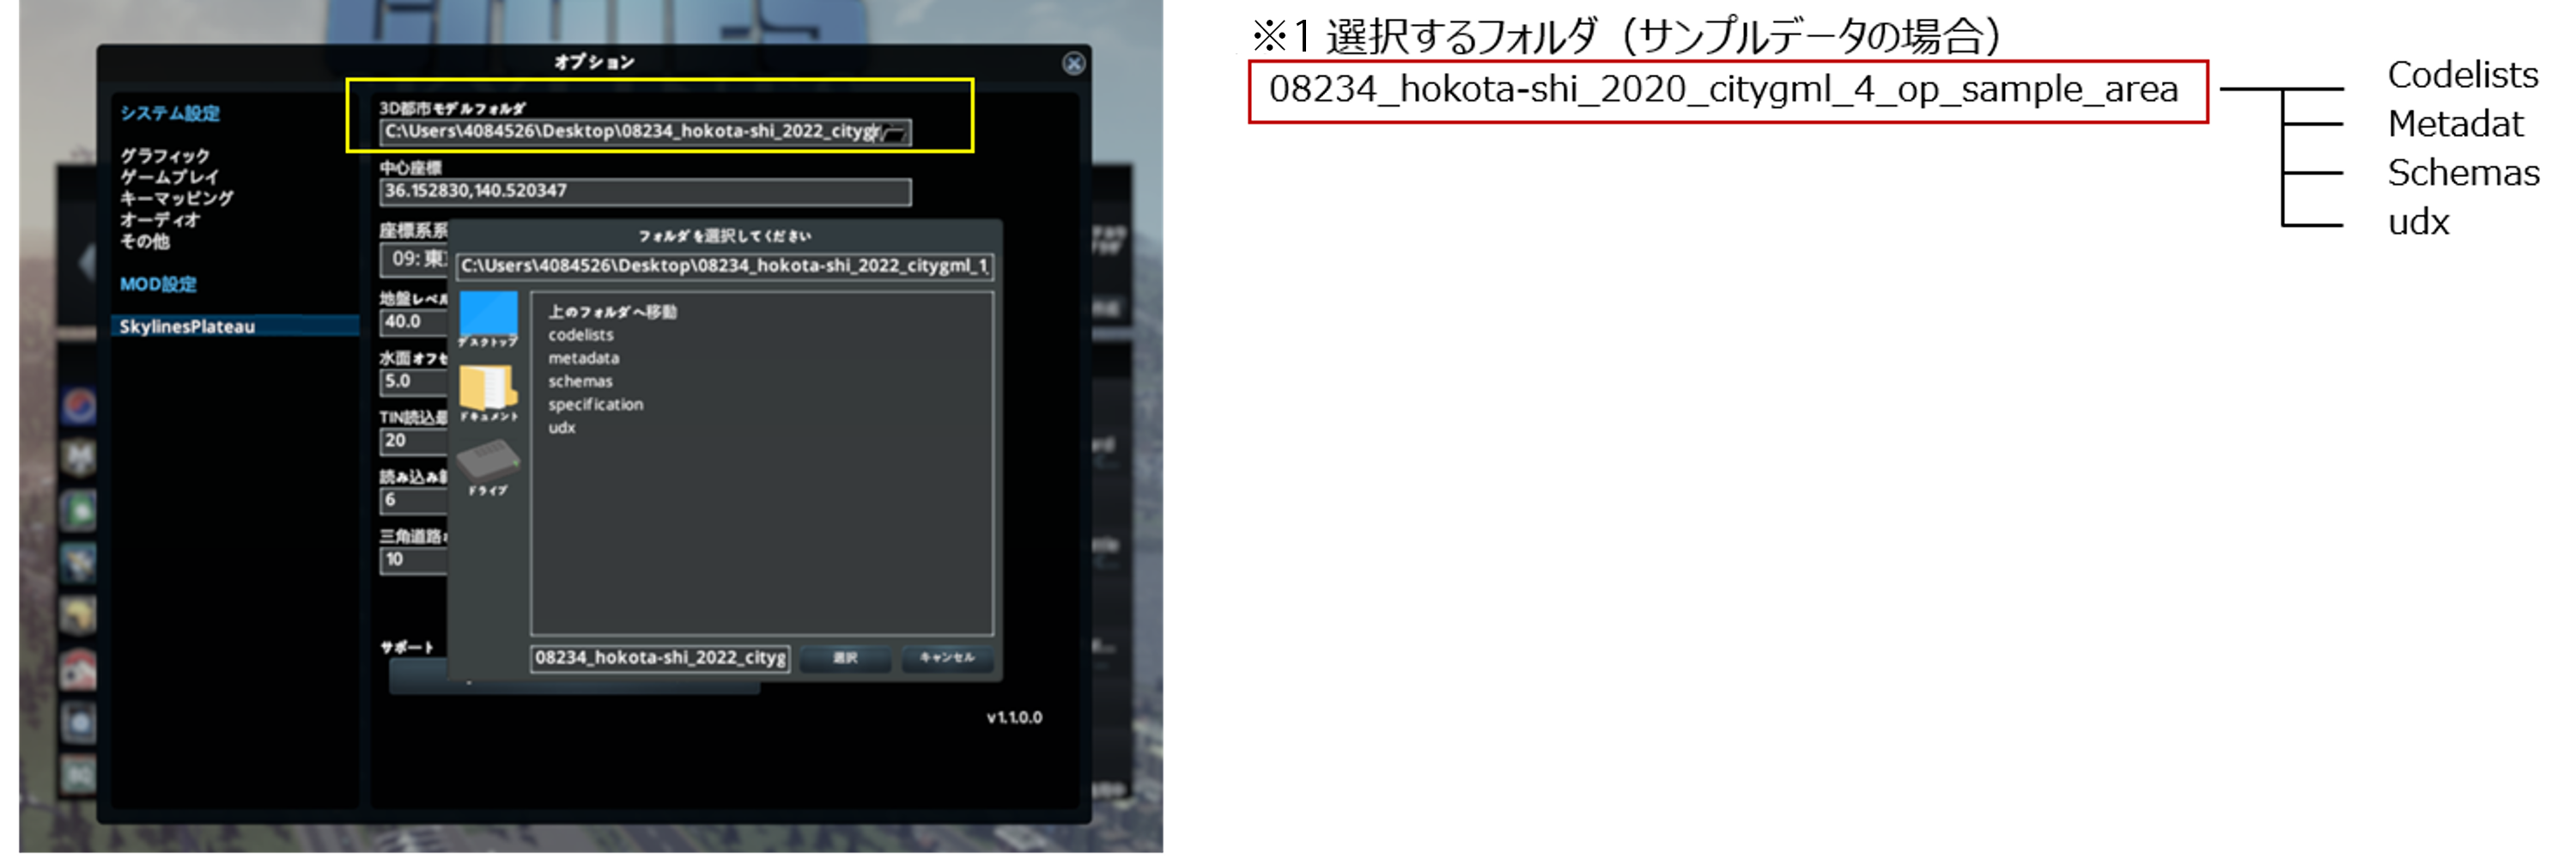 オプション
システム設定
グラフィック
ゲームプレイ
キーマッピング
オーディオ
その他
MOD設定
SkylinesPlateau
3D都市モデルフォルダ
C:\Users\4084526\Desktop\08234_hokota-shi_2022_citygr
中心座標
36.152830,140.520347
座標系系
09: 東
地盤レベル
40.0
水面オフセ
5.0
TIN読込最
20
読み込み
6
三角道路
10
サポート
v1.1.0.0
フォルダを選択してください
C:\Users\4084526\Desktop\08234_hokota-shi_2022_citygml_1
デスクトップ
ドキュメント
ドライブ
上のフォルダへ移動
codelists
metadata
schemas
specification
udx
08234_hokota-shi_2022_cityg
選択
キャンセル
※1 選択するフォルダ（サンプルデータの場合）
08234_hokota-shi_2020_citygml_4_op_sample_area
Codelists
Metadat
Schemas
udx